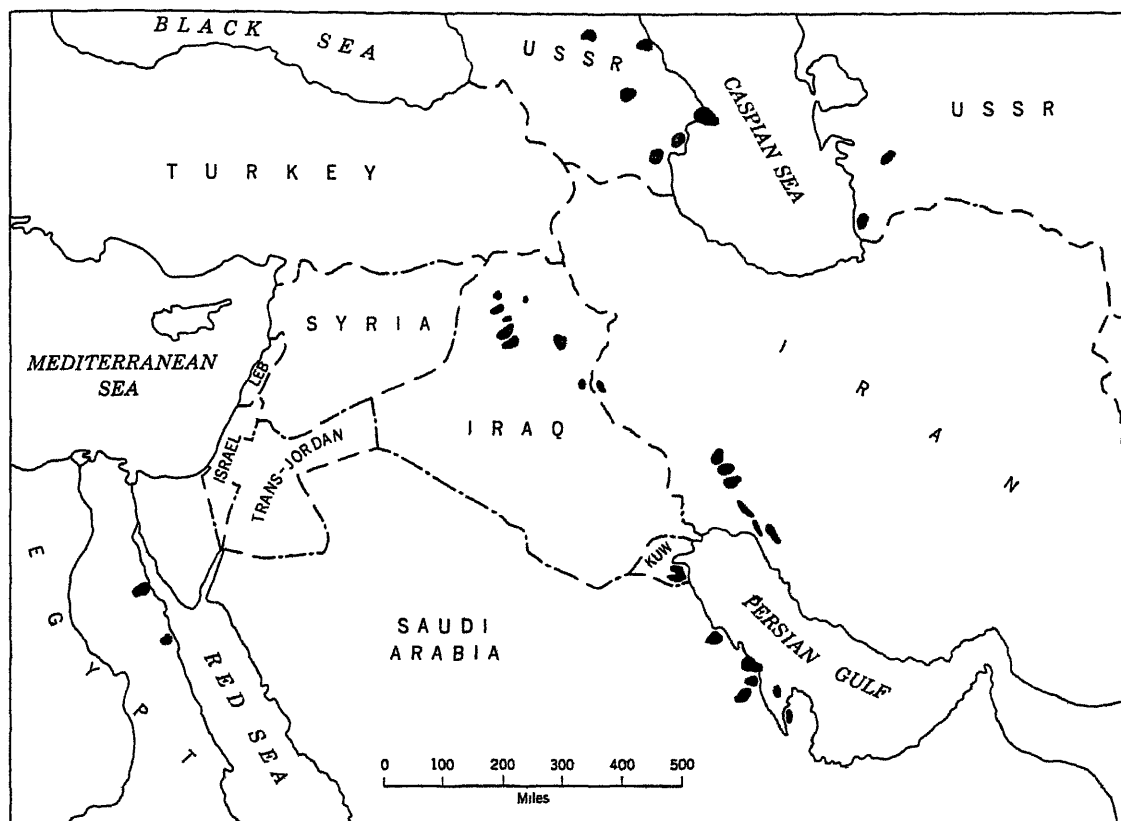 BLACK SEA
USSR
CASPIAN SEA
USSR
TURKEY
SYRIA
MEDITERRANEAN
SEA
LEB
IRAN
IRAQ
ISRAEL
TRANS-JORDAN
KUW
EGYPT
RED SEA
SAUDI
ARABIA
PERSIAN GULF
0 100 200 300 400 500
Miles